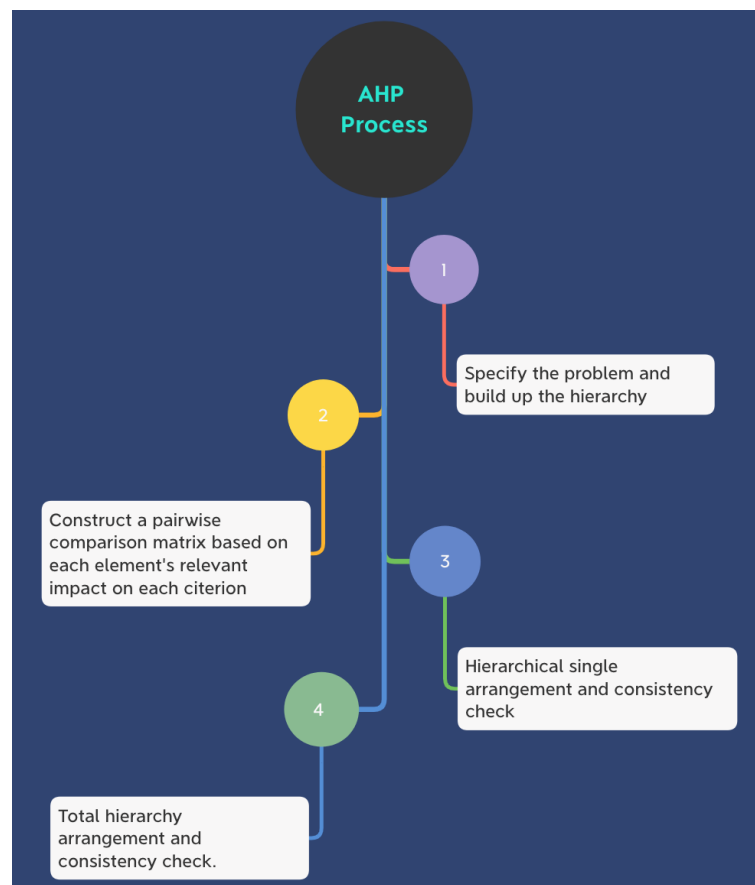 AHP
Process
1
Specify the problem and
build up the hierarchy
2
Construct a pairwise
comparison matrix based on
each element's relevant
impact on each citerion
3
Hierarchical single
arrangement and consistency
check
4
Total hierarchy
arrangement and
consistency check.